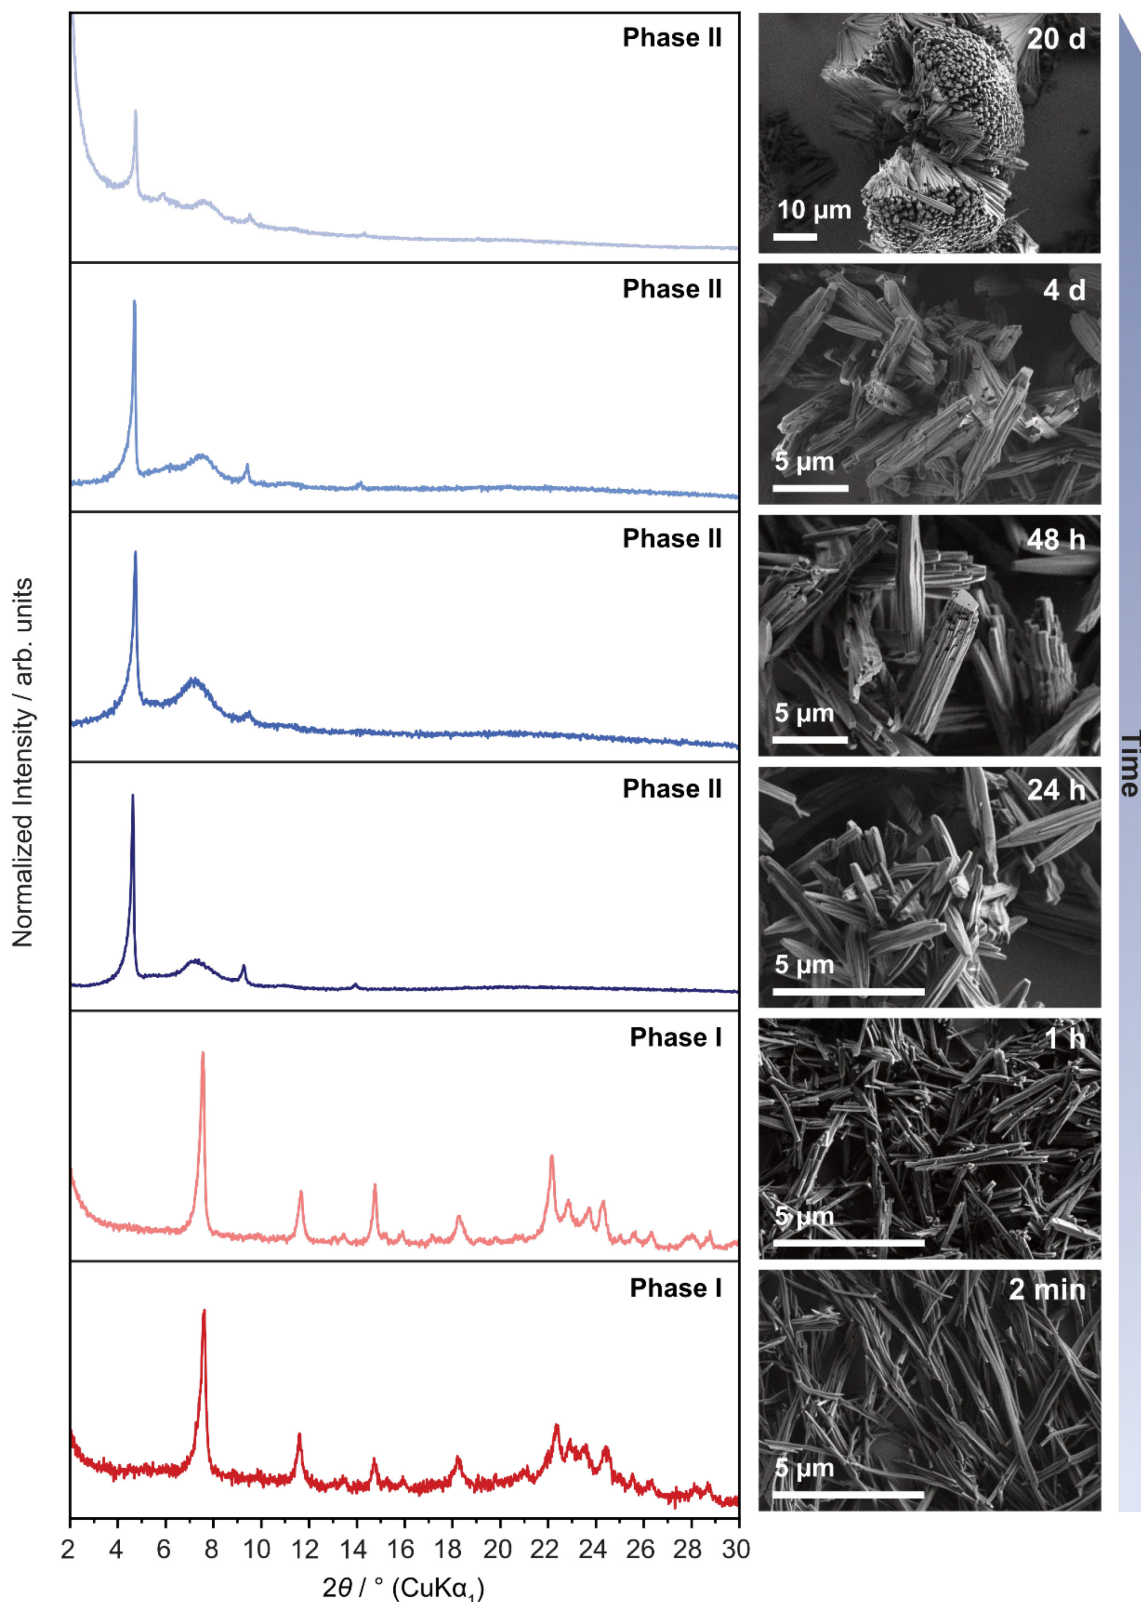 Phase II
20 d
10 µm
Phase II
4 d
5 µm
Phase II
48 h
5 µm
Phase II
24 h
5 µm
Phase I
1 h
5 µm
Phase I
2 min
5 µm
Normalized Intensity / arb. units
Time
2 4 6 8 10 12 14 16 18 20 22 24 26 28 30
2θ / ° (CuKα₁)